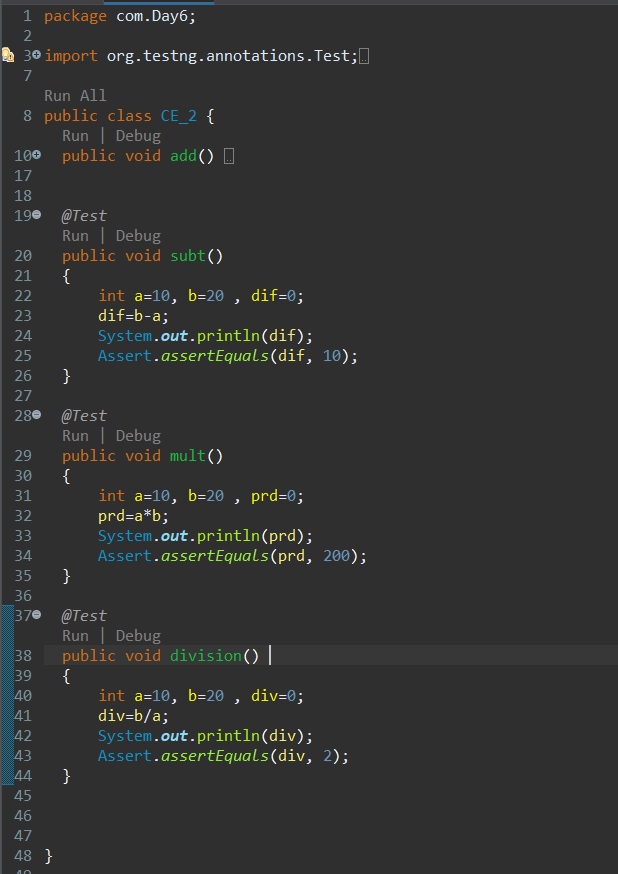 1 package com.Day6;
2
3 import org.testng.annotations.Test;
7
Run All
8 public class CE_2 {
Run | Debug
10 public void add()
17
18
19 @Test
Run | Debug
20 public void subt()
21 {
22 int a=10, b=20 , dif=0;
23 dif=b-a;
24 System.out.println(dif);
25 Assert.assertEquals(dif, 10);
26 }
27
28 @Test
Run | Debug
29 public void mult()
30 {
31 int a=10, b=20 , prd=0;
32 prd=a*b;
33 System.out.println(prd);
34 Assert.assertEquals(prd, 200);
35 }
36
37 @Test
Run | Debug
38 public void division()
39 {
40 int a=10, b=20 , div=0;
41 div=b/a;
42 System.out.println(div);
43 Assert.assertEquals(div, 2);
44 }
45
46
47
48 }